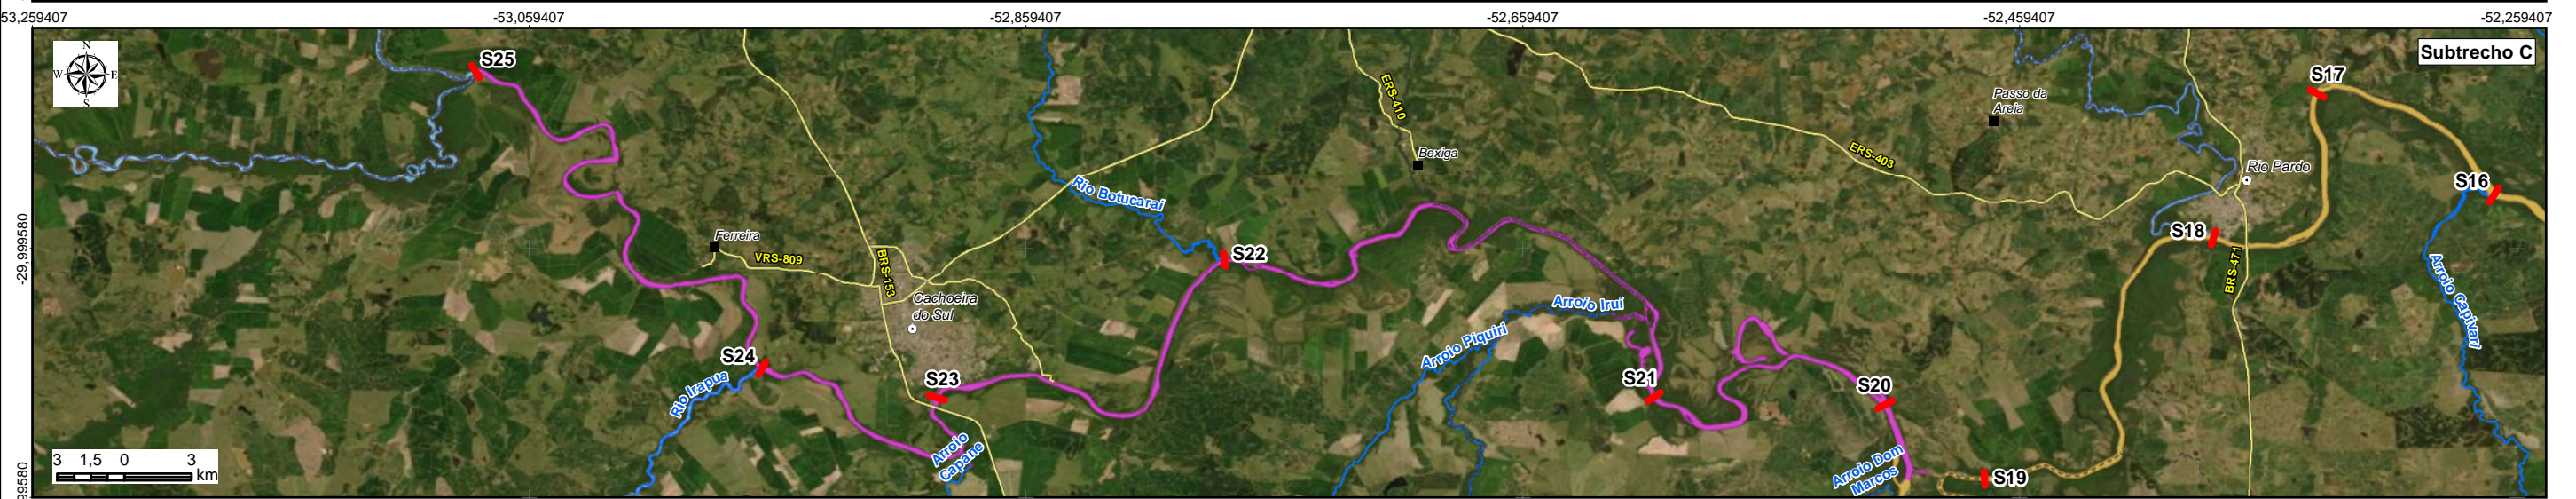 53,259407
-53,059407
-52,859407
-52,659407
-52,459407
-52,259407
N
W E
S
Subtrecho C
S25
S17
ERS-410
Passo da
Areia
Bexiga
ERS-403
Rio Pardo
S16
Rio Botucaraí
-29,999580
Ferreira
VRS-809
BRS-153
S22
S18
BRS-471
Arroio Capivari
Cachoeira
do Sul
Arroio Iruí
Arroio Piquiri
S24
S23
S21
S20
Rio Irapua
Arroio
Capane
Arroio Dom
Marcos
S19
3 1,5 0 3
km
99580